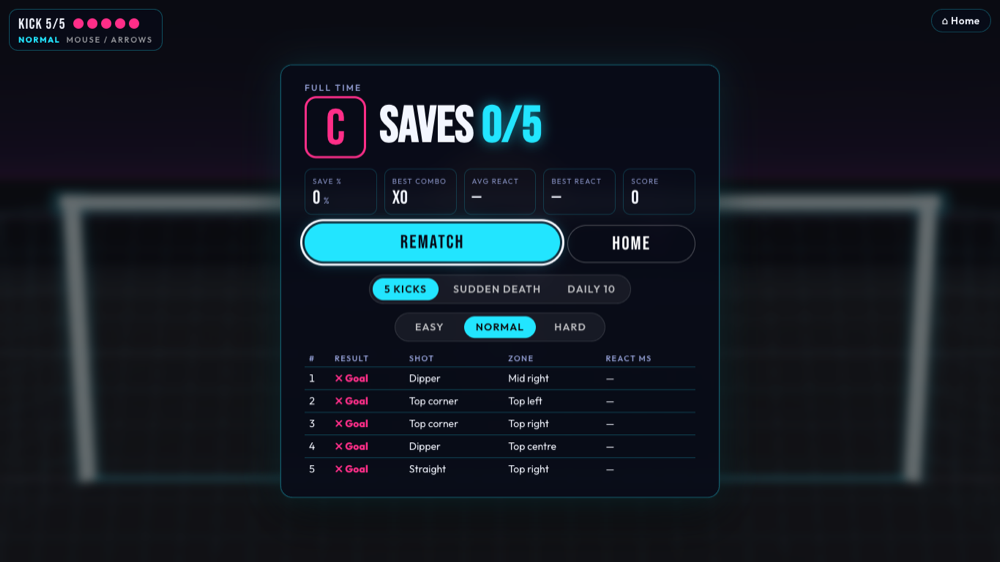 KICK 5/5
NORMAL MOUSE / ARROWS
⌂ Home
FULL TIME
C SAVES 0/5
SAVE % BEST COMBO AVG REACT BEST REACT SCORE
0 % X0 — — 0
REMATCH HOME
5 KICKS SUDDEN DEATH DAILY 10
EASY NORMAL HARD
# RESULT SHOT ZONE REACT MS
1 ✕ Goal Dipper Mid right —
2 ✕ Goal Top corner Top left —
3 ✕ Goal Top corner Top right —
4 ✕ Goal Dipper Top centre —
5 ✕ Goal Straight Top right —